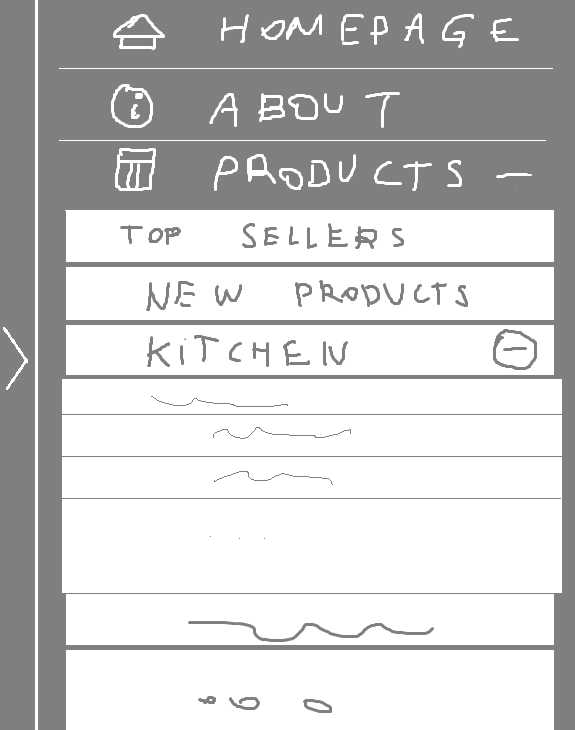 HOMEPAGE
i ABOUT
PRODUCTS –
TOP SELLERS
NEW PRODUCTS
KiTCHEN –